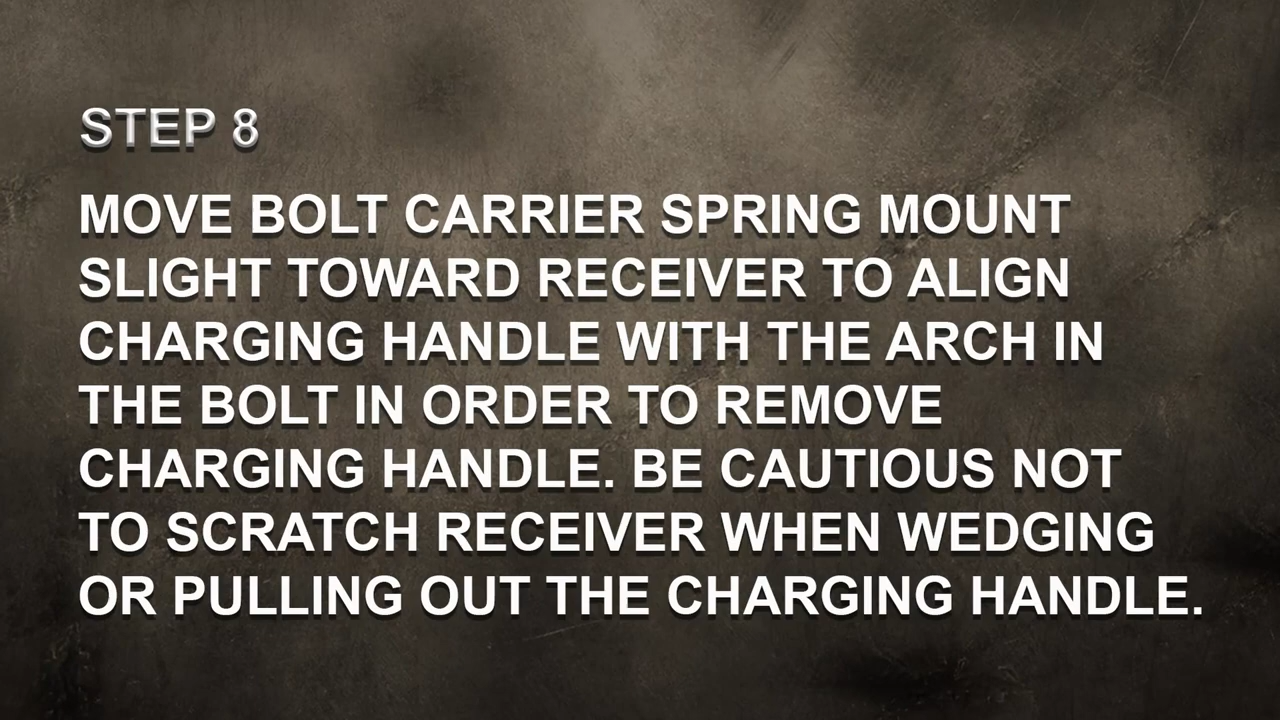 STEP 8
MOVE BOLT CARRIER SPRING MOUNT
SLIGHT TOWARD RECEIVER TO ALIGN
CHARGING HANDLE WITH THE ARCH IN
THE BOLT IN ORDER TO REMOVE
CHARGING HANDLE. BE CAUTIOUS NOT
TO SCRATCH RECEIVER WHEN WEDGING
OR PULLING OUT THE CHARGING HANDLE.